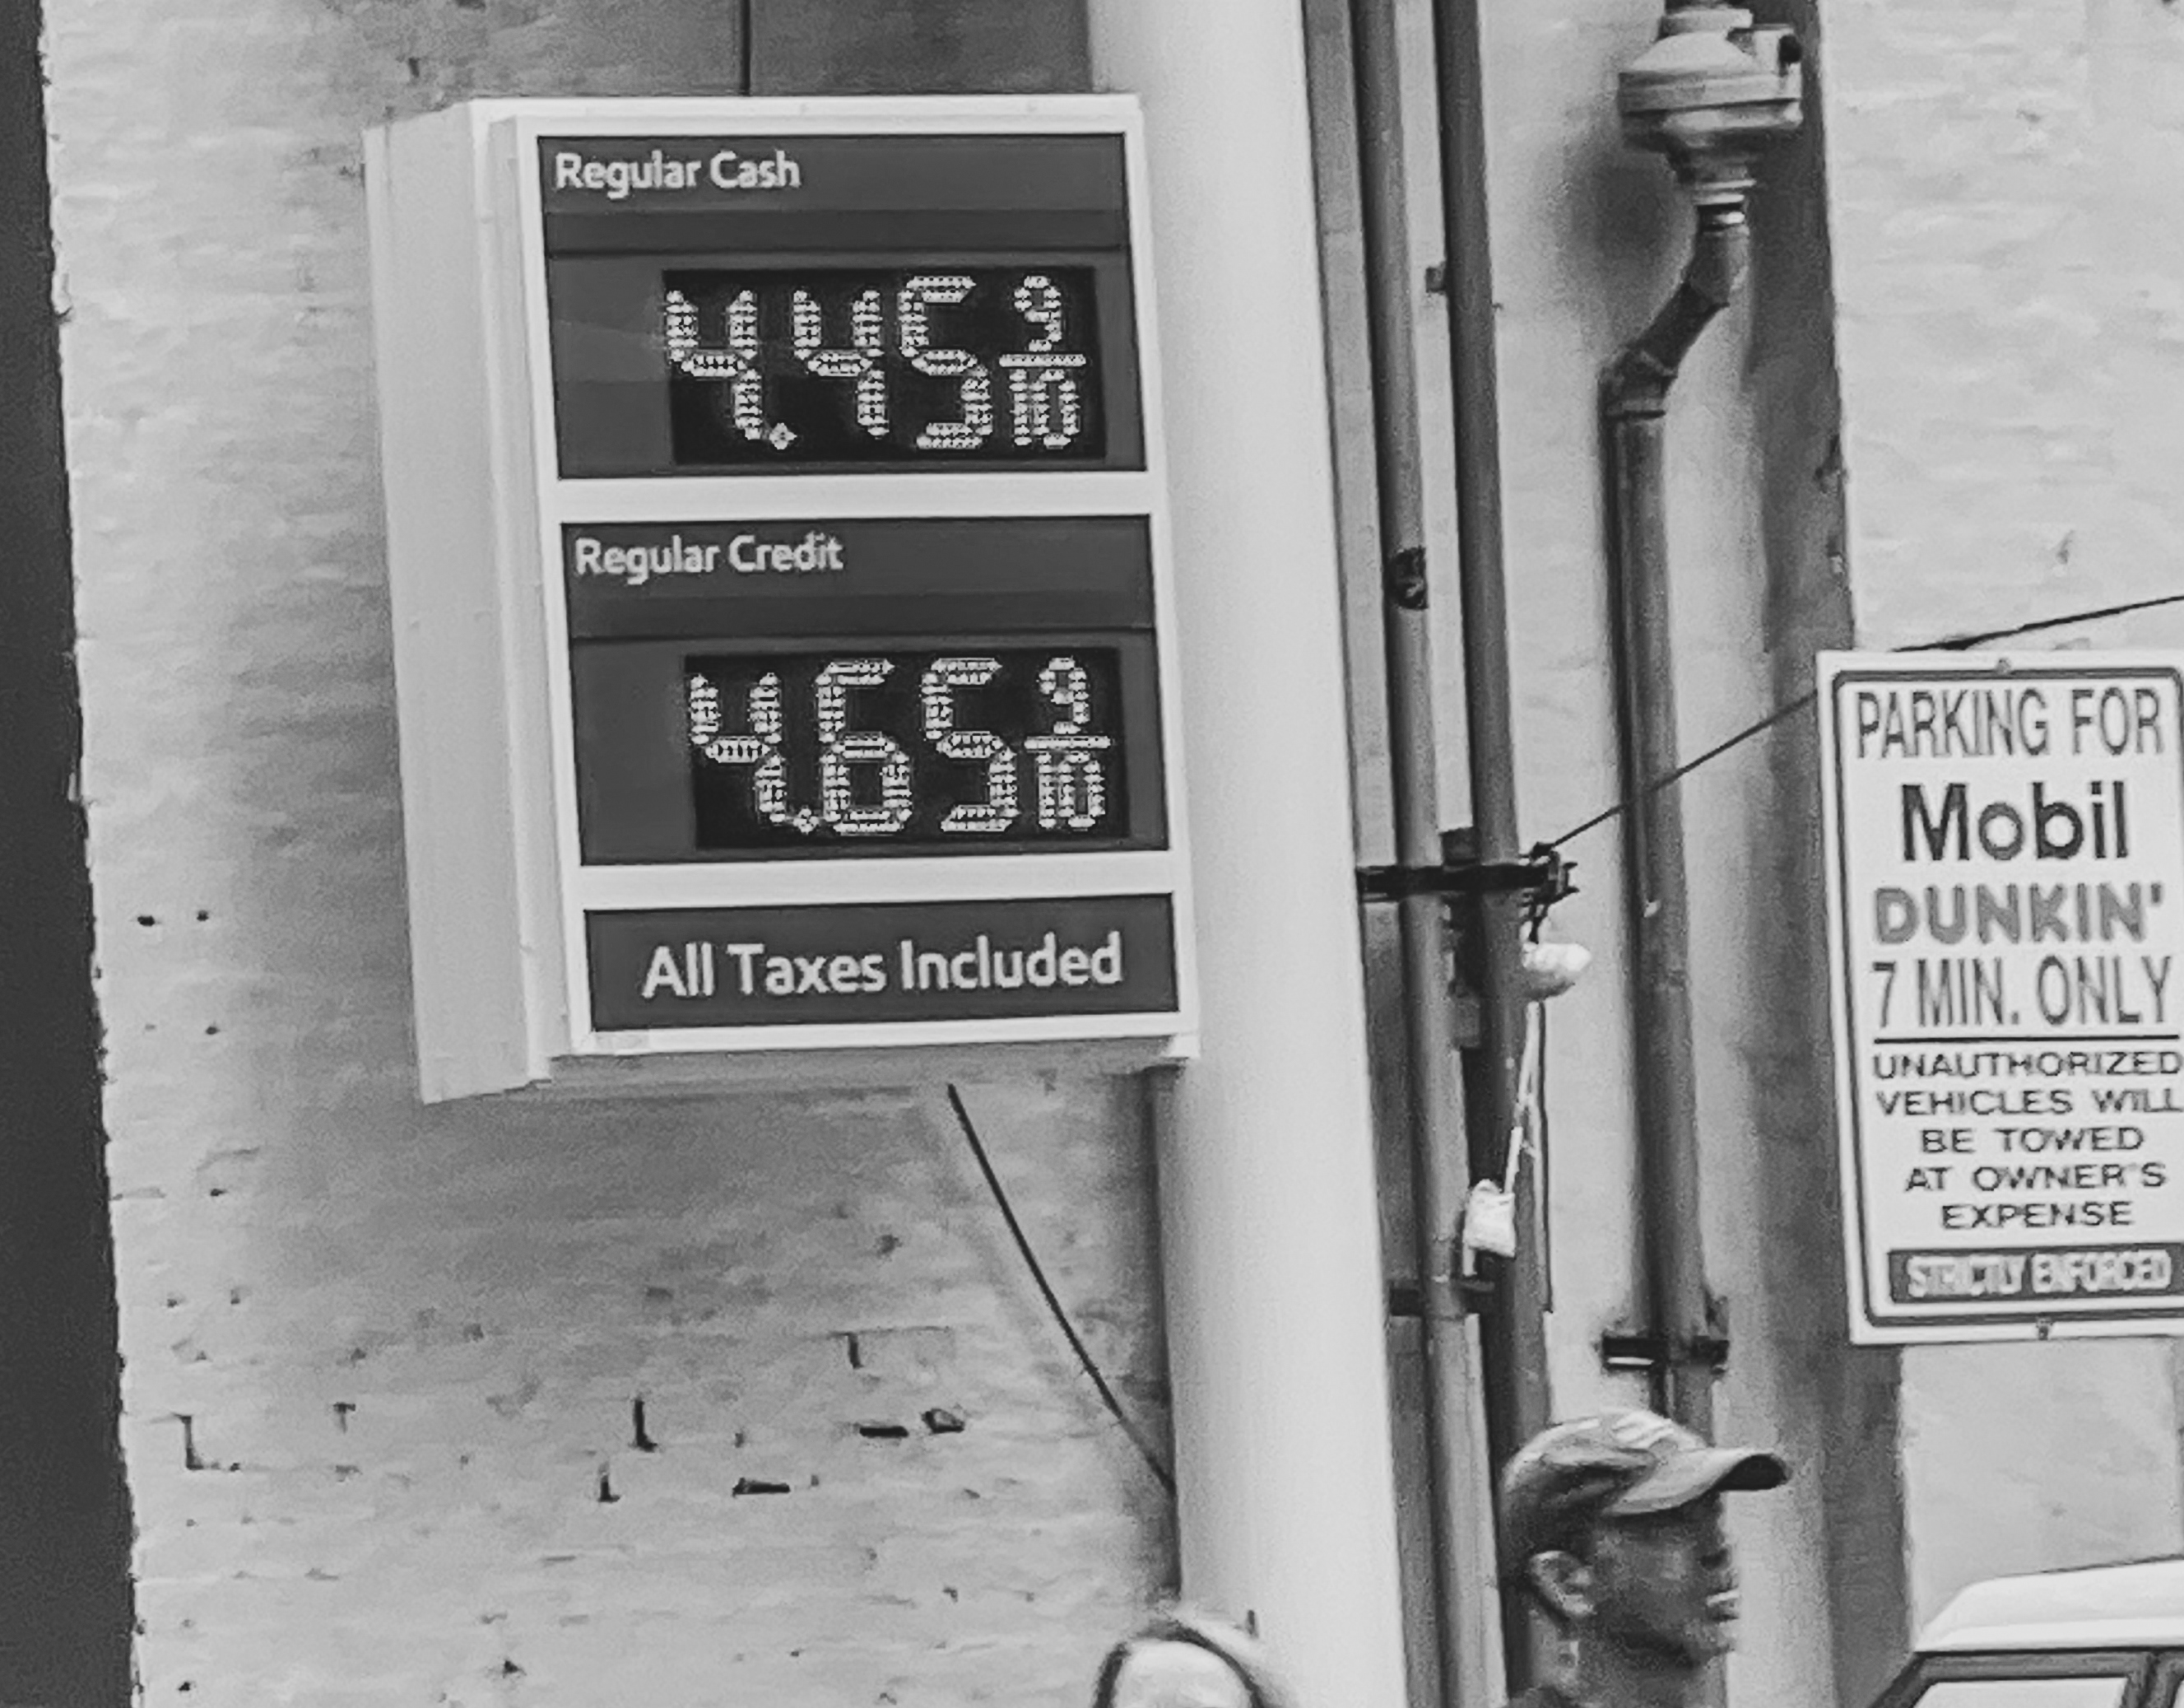 Regular Cash
4.45 9/10
Regular Credit
4.65 9/10
All Taxes Included
PARKING FOR
Mobil
DUNKIN'
7 MIN. ONLY
UNAUTHORIZED
VEHICLES WILL
BE TOWED
AT OWNER'S
EXPENSE
STRICTLY ENFORCED